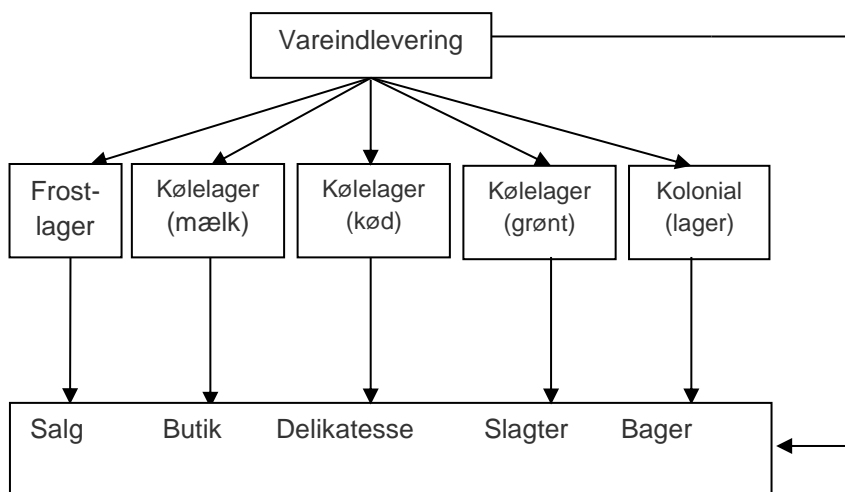 Vareindlevering
Frost-
lager
Kølelager
(mælk)
Kølelager
(kød)
Kølelager
(grønt)
Kolonial
(lager)
Salg Butik Delikatesse Slagter Bager